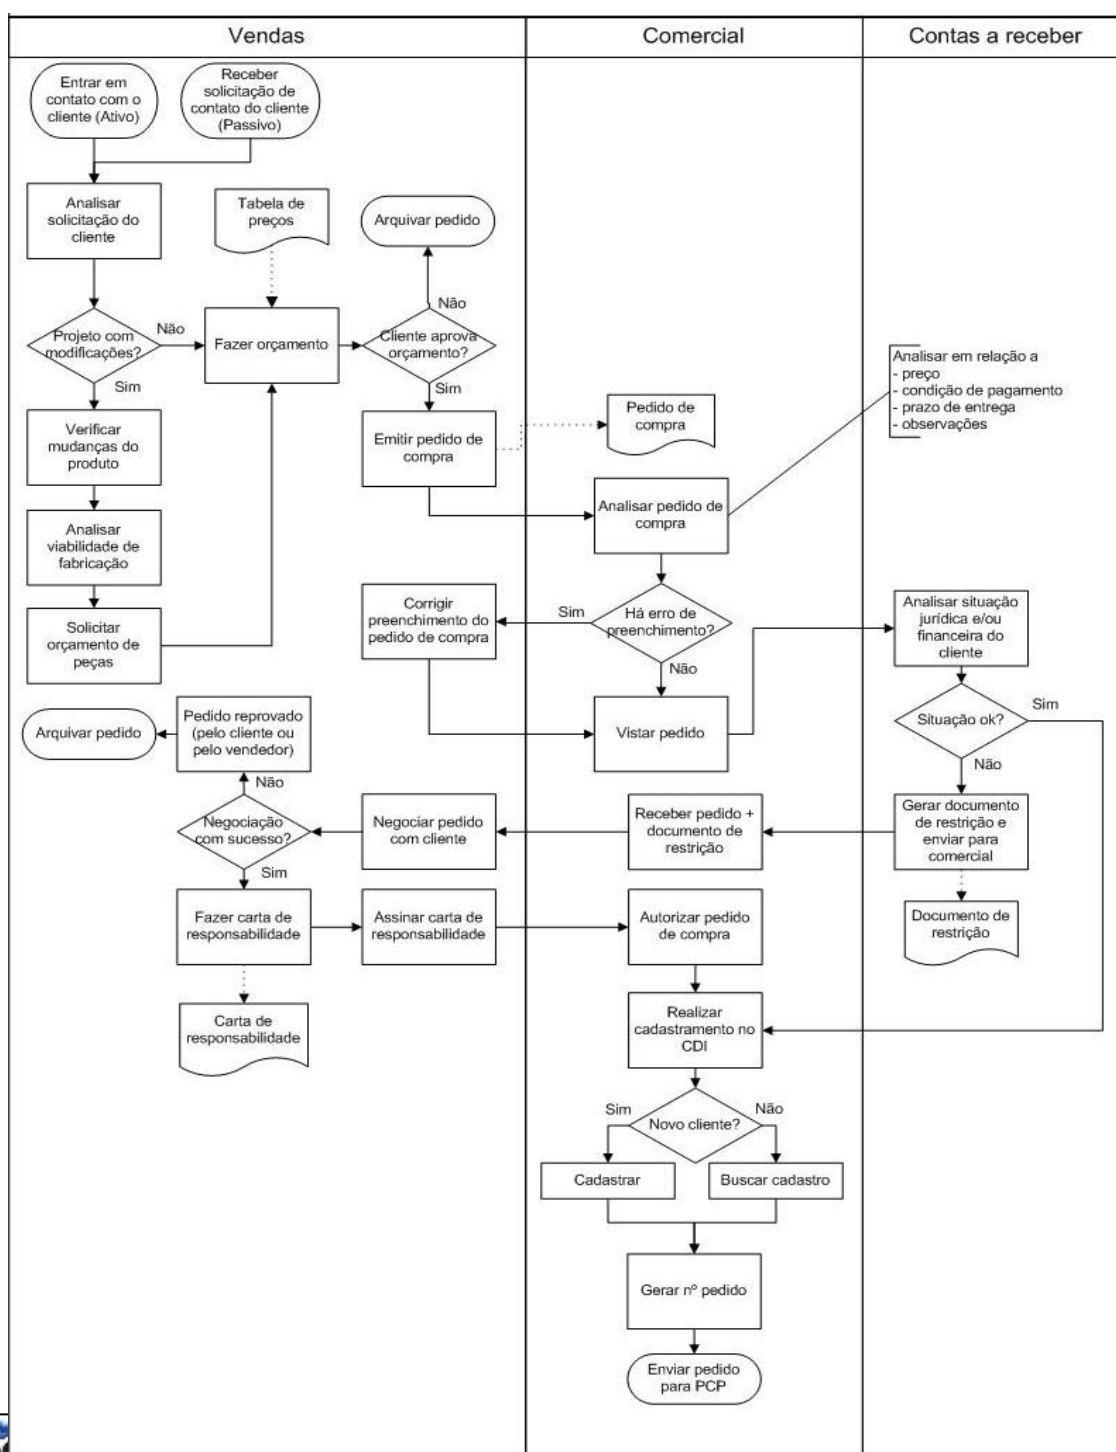 Vendas
Comercial
Contas a receber
Entrar em
contato com o
cliente (Ativo)
Receber
solicitação de
contato do cliente
(Passivo)
Analisar
solicitação do
cliente
Tabela de
preços
Arquivar pedido
Projeto com
modificações?
Não
Sim
Fazer orçamento
Cliente aprova
orçamento?
Não
Sim
Verificar
mudanças do
produto
Emitir pedido de
compra
Pedido de
compra
Analisar em relação a
- preço
- condição de pagamento
- prazo de entrega
- observações
Analisar
viabilidade de
fabricação
Analisar pedido de
compra
Solicitar
orçamento de
peças
Corrigir
preenchimento do
pedido de compra
Sim
Há erro de
preenchimento?
Não
Analisar situação
jurídica e/ou
financeira do
cliente
Arquivar pedido
Pedido reprovado
(pelo cliente ou
pelo vendedor)
Vistar pedido
Situação ok?
Sim
Não
Não
Negociação
com sucesso?
Sim
Negociar pedido
com cliente
Receber pedido +
documento de
restrição
Gerar documento
de restrição e
enviar para
comercial
Fazer carta de
responsabilidade
Assinar carta de
responsabilidade
Autorizar pedido
de compra
Documento de
restrição
Carta de
responsabilidade
Realizar
cadastramento no
CDI
Sim
Novo cliente?
Não
Cadastrar
Buscar cadastro
Gerar nº pedido
Enviar pedido
para PCP